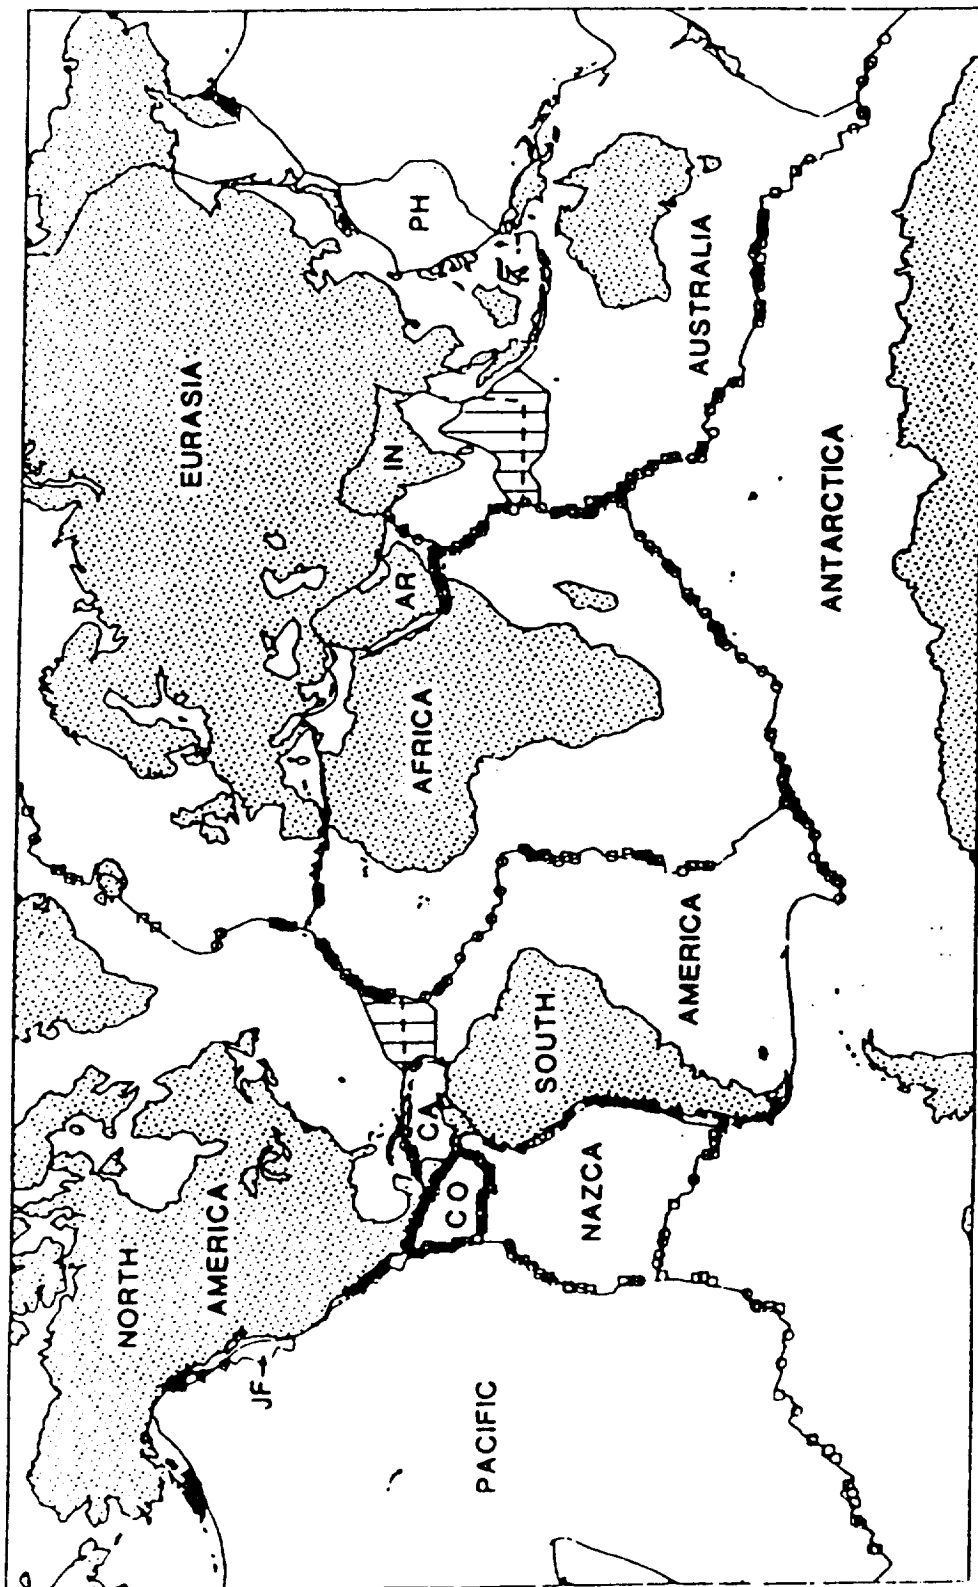 NORTH
AMERICA
EURASIA
JF
CO
CA
AFRICA
AR
IN
PH
PACIFIC
NAZCA
SOUTH
AMERICA
AUSTRALIA
ANTARCTICA